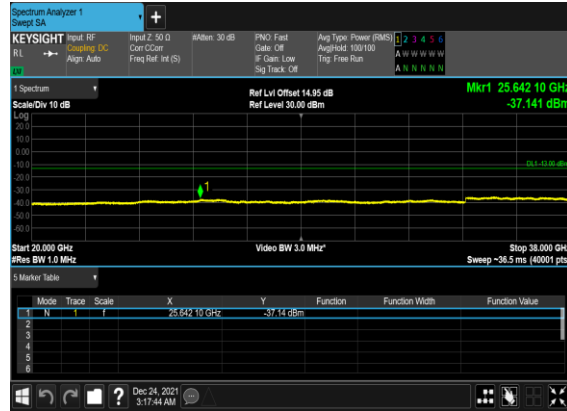 Spectrum Analyzer 1
Swept SA
KEYSIGHT Input: RF Input Z: 50 Ω #Atten: 30 dB PNO: Fast Avg Type: Power (RMS) 1 2 3 4 5 6
RL Coupling: DC Corr CCorr Gate: Off Avg|Hold: 100/100 A W W W W W
Align: Auto Freq Ref: Int (S) IF Gain: Low Trig: Free Run
Sig Track: Off A N N N N N
1 Spectrum Ref Lvl Offset 14.95 dB Mkr1 25.642 10 GHz
Scale/Div 10 dB Ref Level 30.00 dBm -37.141 dBm
Log
20.0
10.0
0.00
-10.0 DL1 -13.00 dBm
-20.0
-30.0 1
-40.0
-50.0
-60.0
Start 20.000 GHz Video BW 3.0 MHz* Stop 38.000 GHz
#Res BW 1.0 MHz Sweep ~36.5 ms (40001 pts)
5 Marker Table
Mode Trace Scale X Y Function Function Width Function Value
1 N 1 f 25.642 10 GHz -37.14 dBm
2
3
4
5
6
? Dec 24, 2021
3:17:44 AM